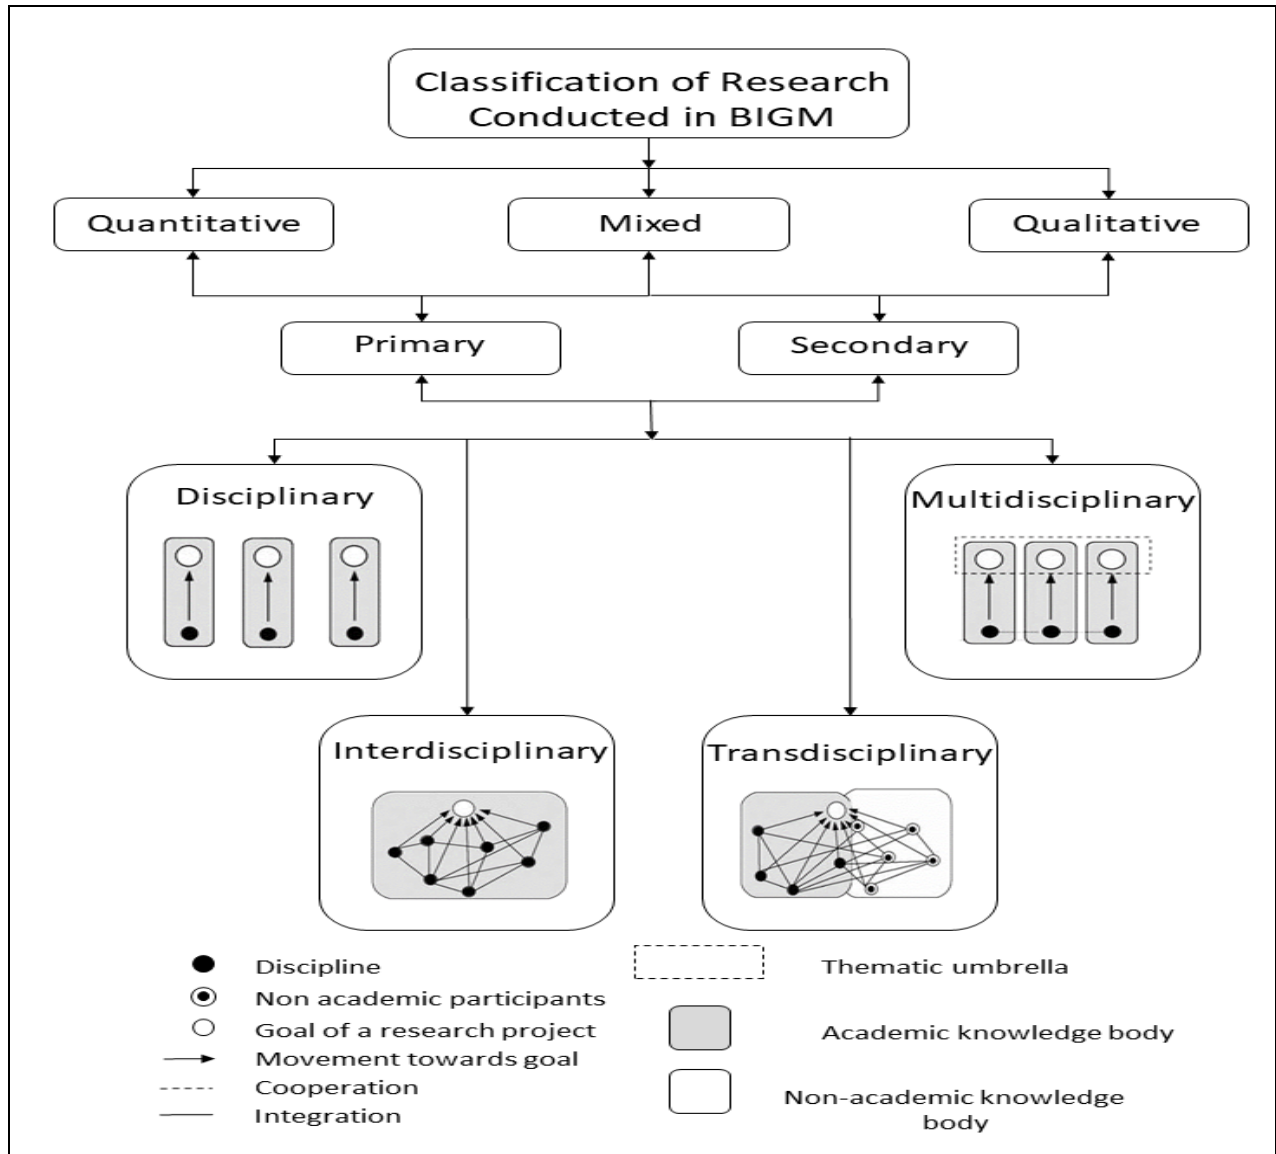 Classification of Research
Conducted in BIGM
Quantitative
Mixed
Qualitative
Primary
Secondary
Disciplinary
Multidisciplinary
Interdisciplinary
Transdisciplinary
Discipline
Non academic participants
Goal of a research project
Movement towards goal
Cooperation
Integration
Thematic umbrella
Academic knowledge body
Non-academic knowledge
body